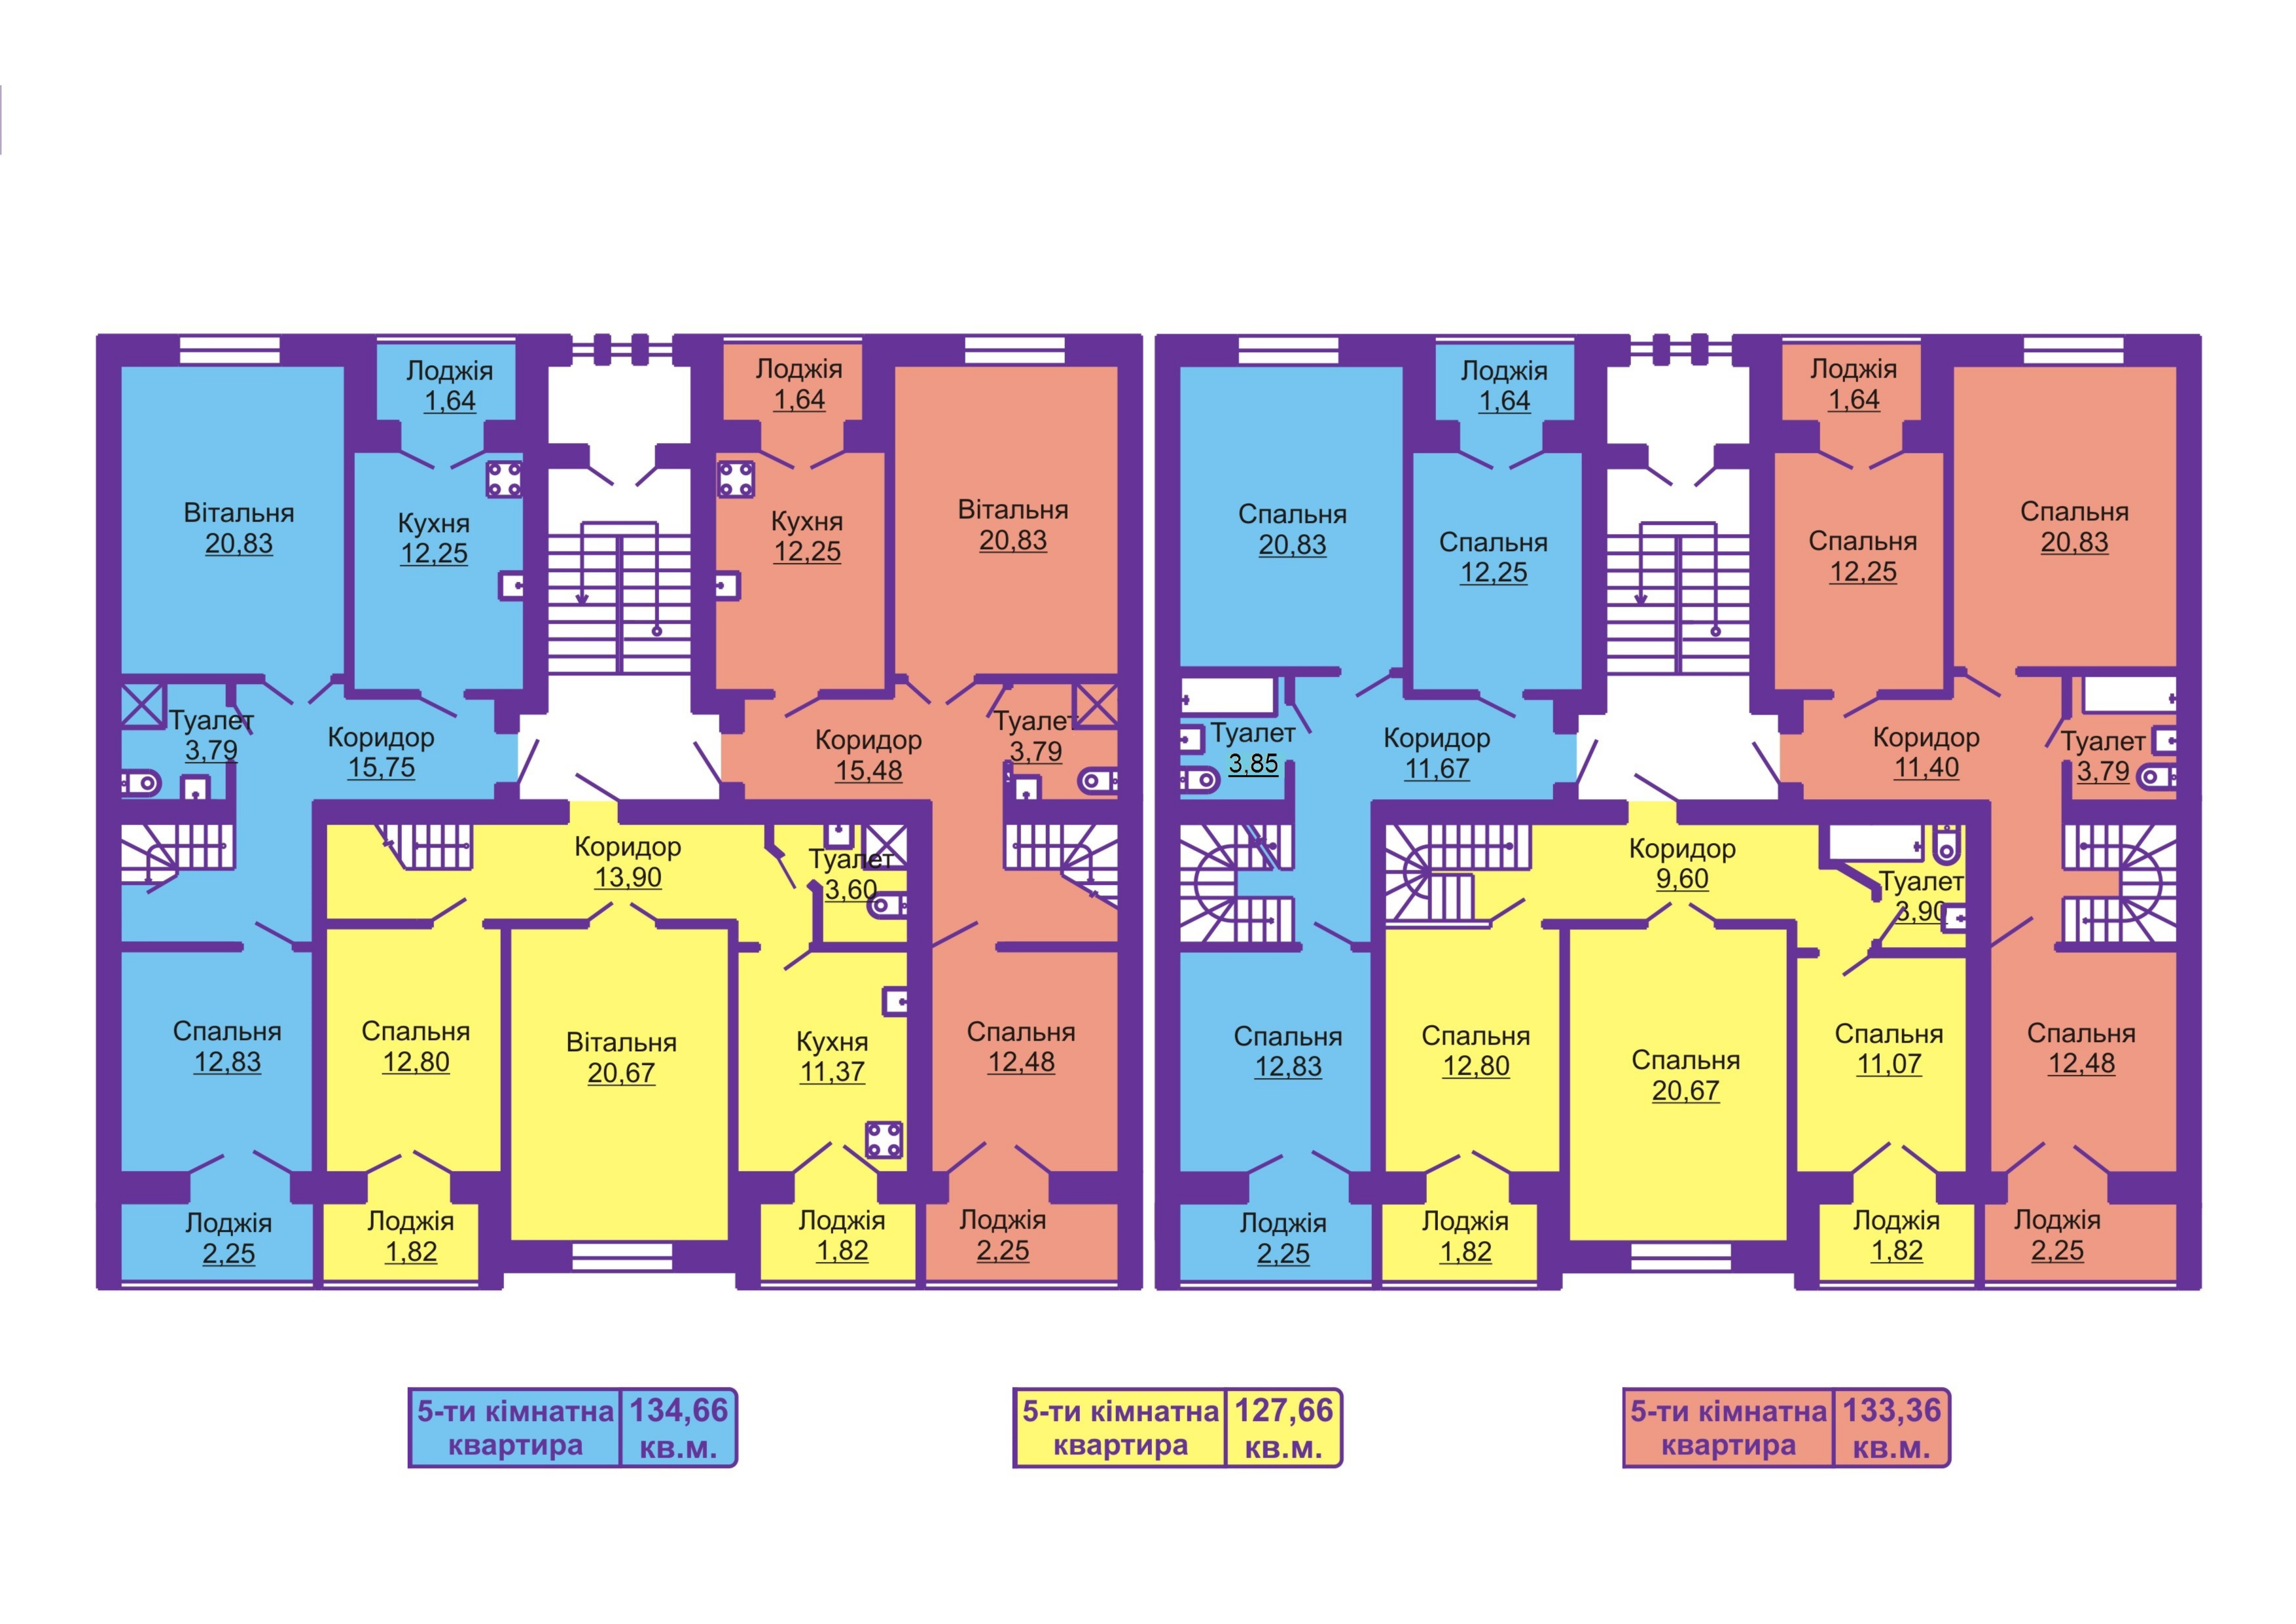 Лоджія
1,64
Вітальня
20,83
Кухня
12,25
Туалет
3,79
Коридор
15,75
Спальня
12,83
Лоджія
2,25
Лоджія
1,64
Кухня
12,25
Вітальня
20,83
Коридор
15,48
Туалет
3,79
Спальня
12,48
Лоджія
2,25
Коридор
13,90
Туалет
3,60
Спальня
12,80
Вітальня
20,67
Кухня
11,37
Лоджія
1,82
Лоджія
1,82
Лоджія
1,64
Спальня
20,83
Спальня
12,25
Туалет
3,85
Коридор
11,67
Спальня
12,83
Лоджія
2,25
Лоджія
1,64
Спальня
12,25
Спальня
20,83
Коридор
11,40
Туалет
3,79
Спальня
12,48
Лоджія
2,25
Коридор
9,60
Туалет
3,90
Спальня
12,80
Спальня
20,67
Спальня
11,07
Лоджія
1,82
Лоджія
1,82
5-ти кімнатна
квартира
134,66
кв.м.
5-ти кімнатна
квартира
127,66
кв.м.
5-ти кімнатна
квартира
133,36
кв.м.